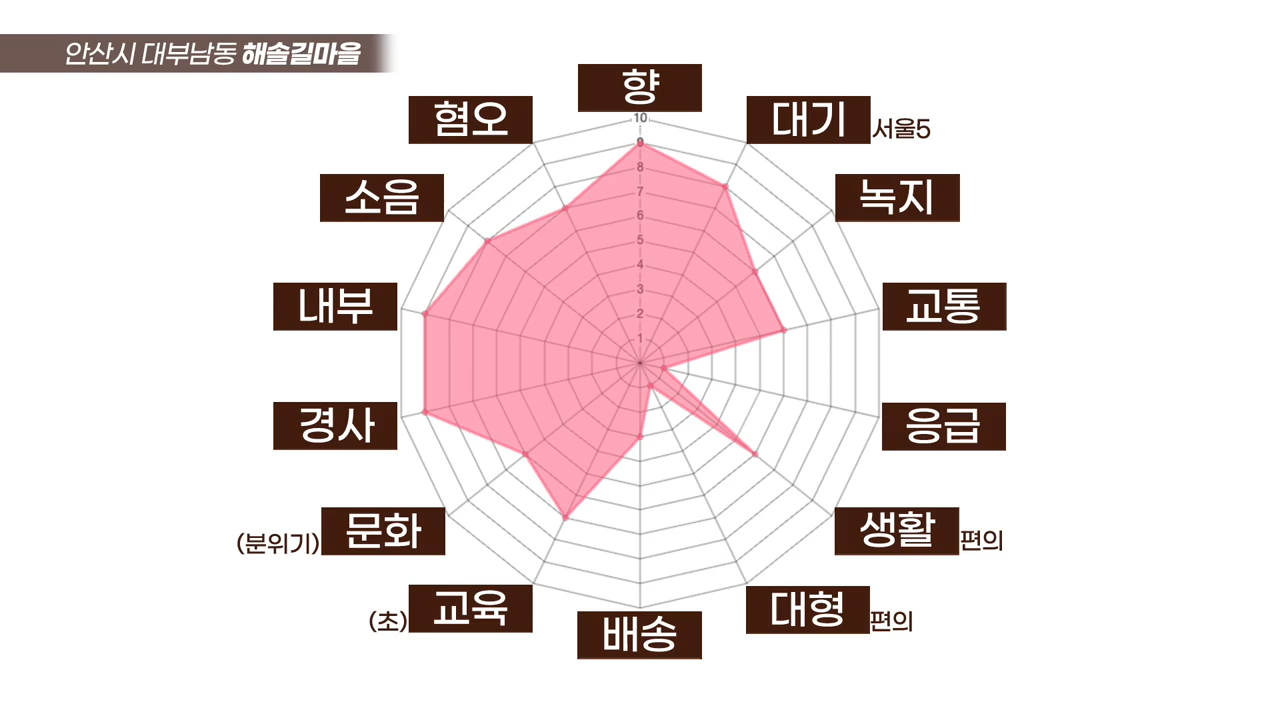 안산시 대부남동 해솔길마을
향
혐오
대기 서울5
소음
녹지
내부
교통
경사
응급
(분위기) 문화
생활 편의
(초) 교육
대형 편의
배송
10
9
8
7
6
5
4
3
2
1